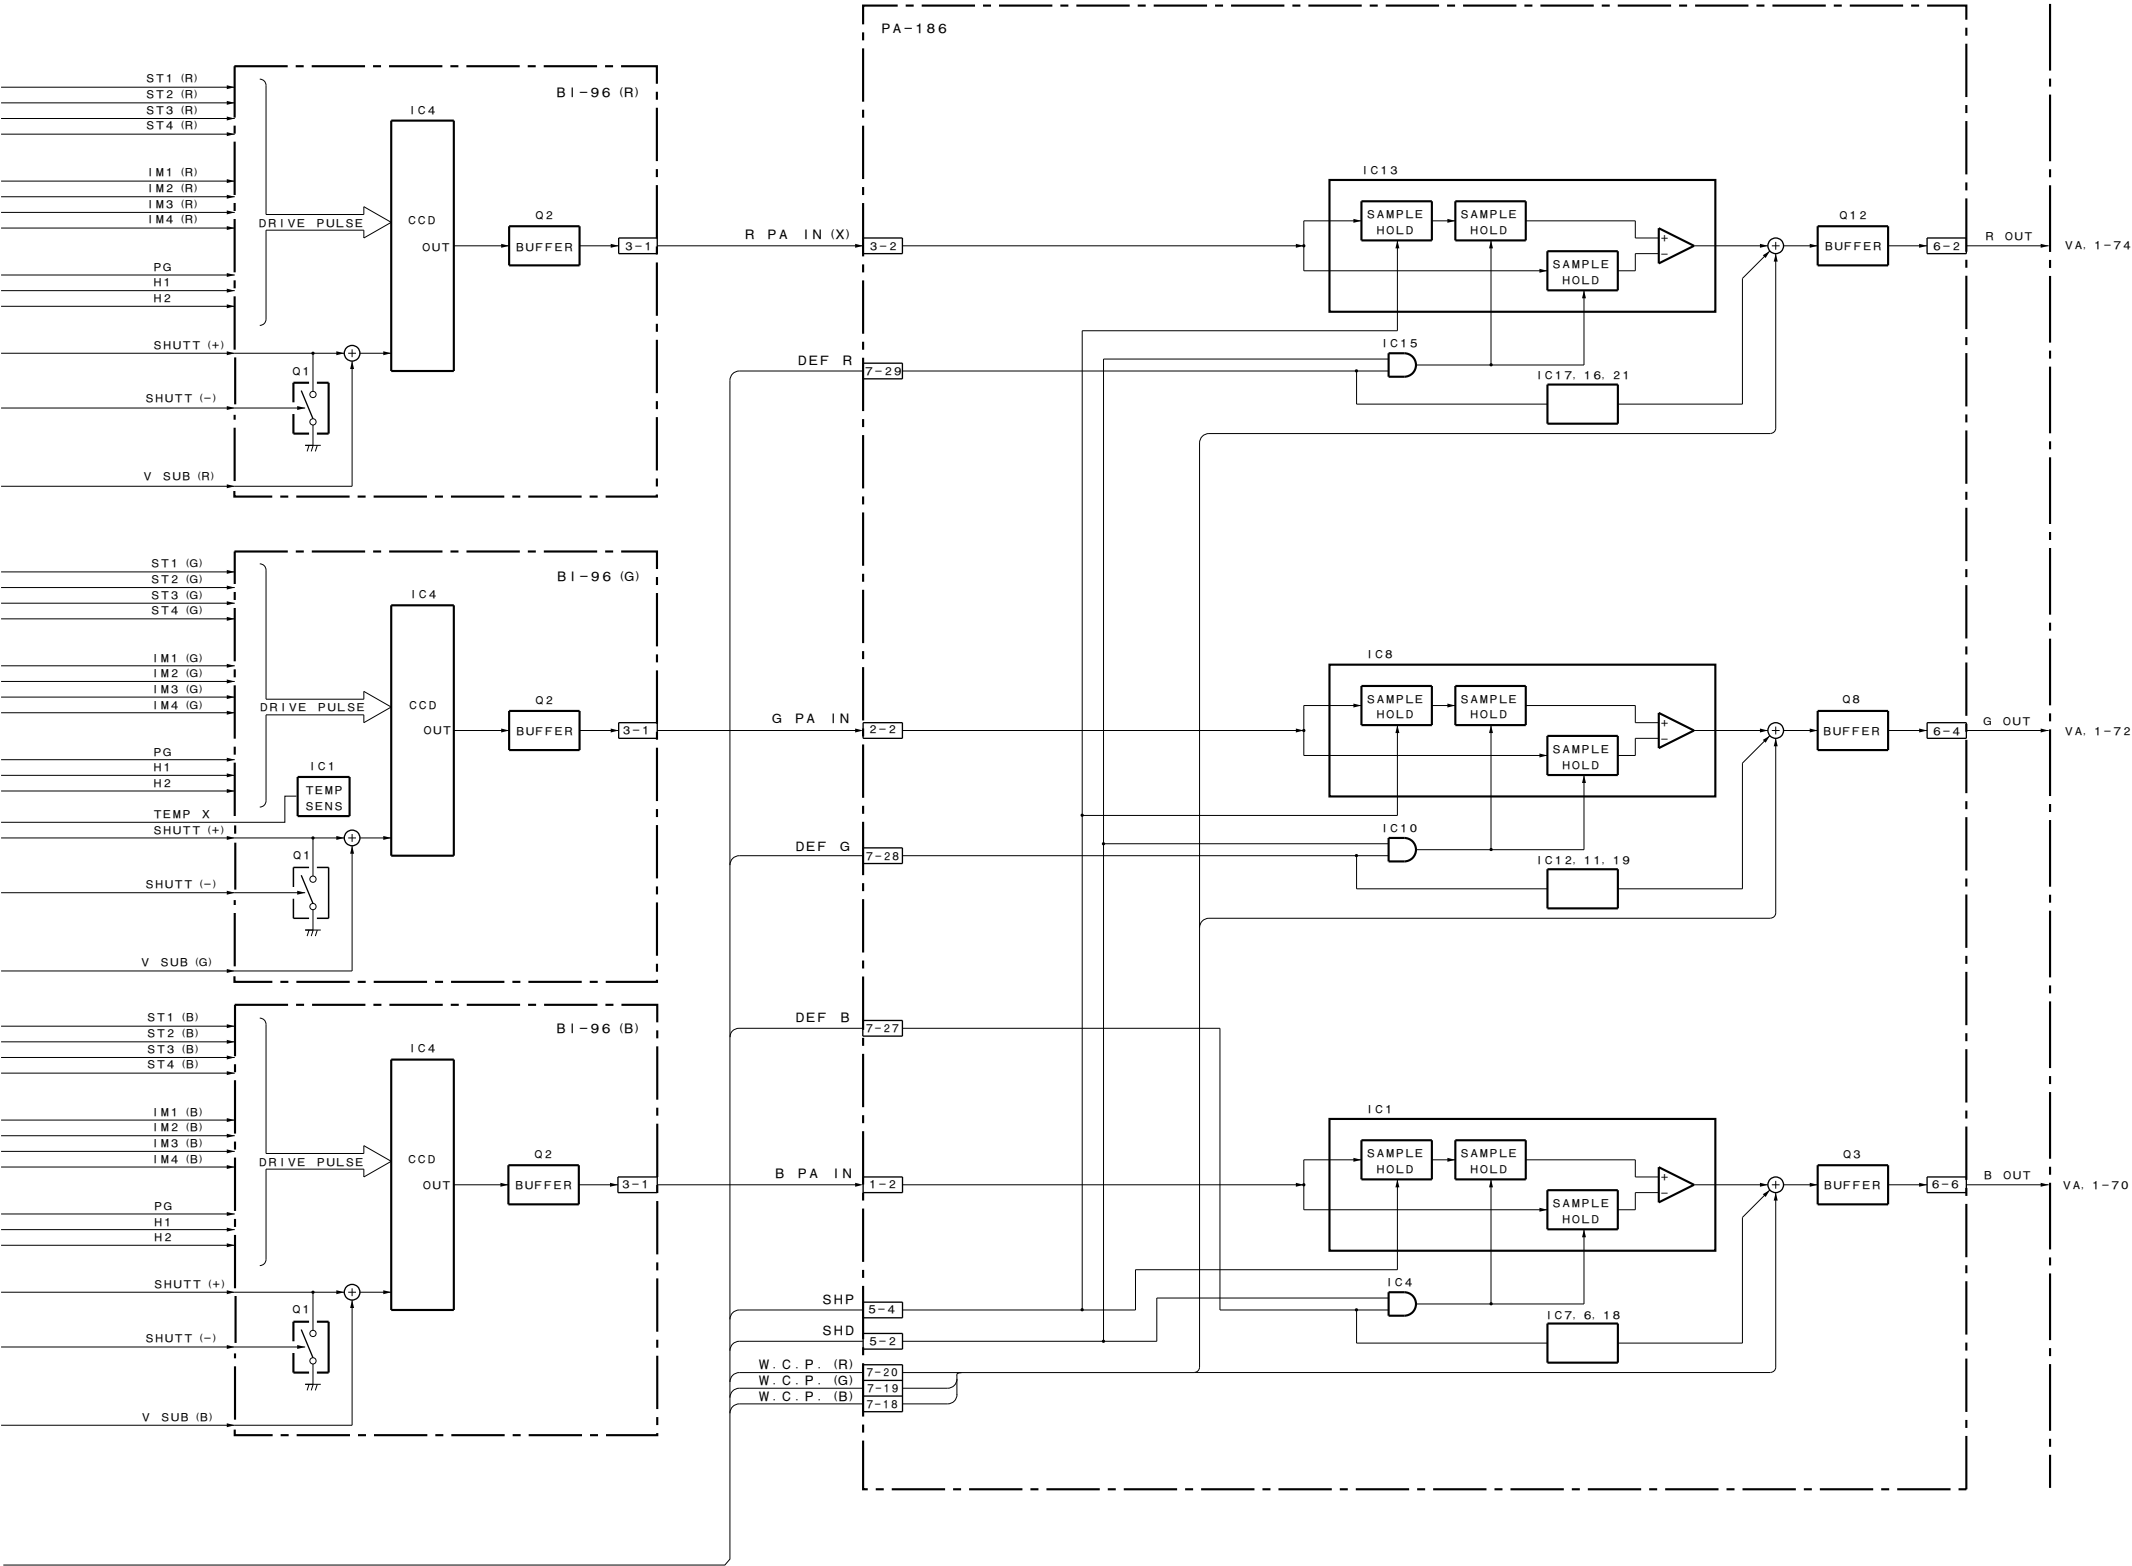 PA-186
ST1 (R)
ST2 (R)
ST3 (R)
ST4 (R)
IM1 (R)
IM2 (R)
IM3 (R)
IM4 (R)
PG
H1
H2
SHUTT (+)
SHUTT (-)
V SUB (R)
BI-96 (R)
IC4
DRIVE PULSE
CCD
OUT
Q2
BUFFER
3-1
Q1
R PA IN (X)
3-2
IC13
SAMPLE
HOLD
SAMPLE
HOLD
SAMPLE
HOLD
+
-
+
Q12
BUFFER
6-2
R OUT
VA, 1-74
DEF R
7-29
IC15
IC17, 16, 21
ST1 (G)
ST2 (G)
ST3 (G)
ST4 (G)
IM1 (G)
IM2 (G)
IM3 (G)
IM4 (G)
PG
H1
H2
TEMP X
SHUTT (+)
SHUTT (-)
V SUB (G)
BI-96 (G)
IC4
DRIVE PULSE
CCD
OUT
Q2
BUFFER
3-1
IC1
TEMP
SENS
Q1
G PA IN
2-2
IC8
SAMPLE
HOLD
SAMPLE
HOLD
SAMPLE
HOLD
+
-
+
Q8
BUFFER
6-4
G OUT
VA, 1-72
DEF G
7-28
IC10
IC12, 11, 19
DEF B
7-27
ST1 (B)
ST2 (B)
ST3 (B)
ST4 (B)
IM1 (B)
IM2 (B)
IM3 (B)
IM4 (B)
PG
H1
H2
SHUTT (+)
SHUTT (-)
V SUB (B)
BI-96 (B)
IC4
DRIVE PULSE
CCD
OUT
Q2
BUFFER
3-1
Q1
B PA IN
1-2
IC1
SAMPLE
HOLD
SAMPLE
HOLD
SAMPLE
HOLD
+
-
+
Q3
BUFFER
6-6
B OUT
VA, 1-70
IC4
IC7, 6, 18
SHP
5-4
SHD
5-2
W.C.P. (R)
7-20
W.C.P. (G)
7-19
W.C.P. (B)
7-18